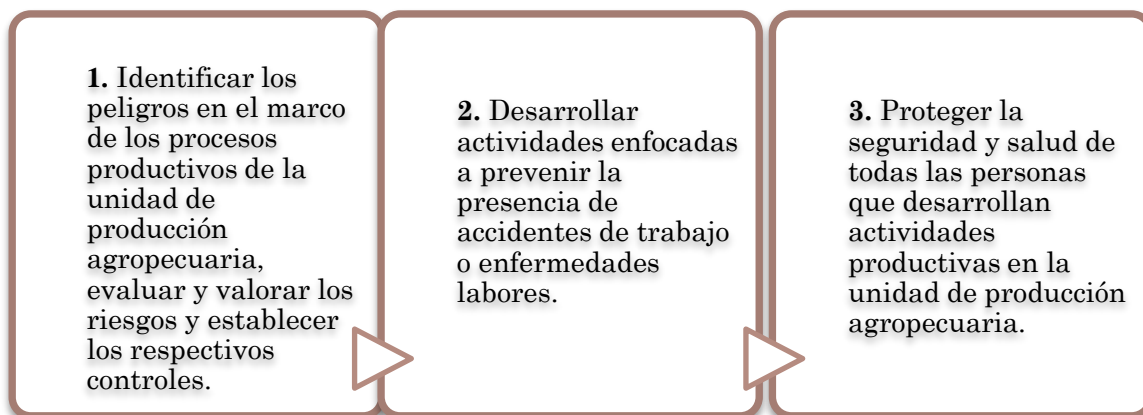 1. Identificar los
peligros en el marco
de los procesos
productivos de la
unidad de
producción
agropecuaria,
evaluar y valorar los
riesgos y establecer
los respectivos
controles.
2. Desarrollar
actividades enfocadas
a prevenir la
presencia de
accidentes de trabajo
o enfermedades
labores.
3. Proteger la
seguridad y salud de
todas las personas
que desarrollan
actividades
productivas en la
unidad de producción
agropecuaria.